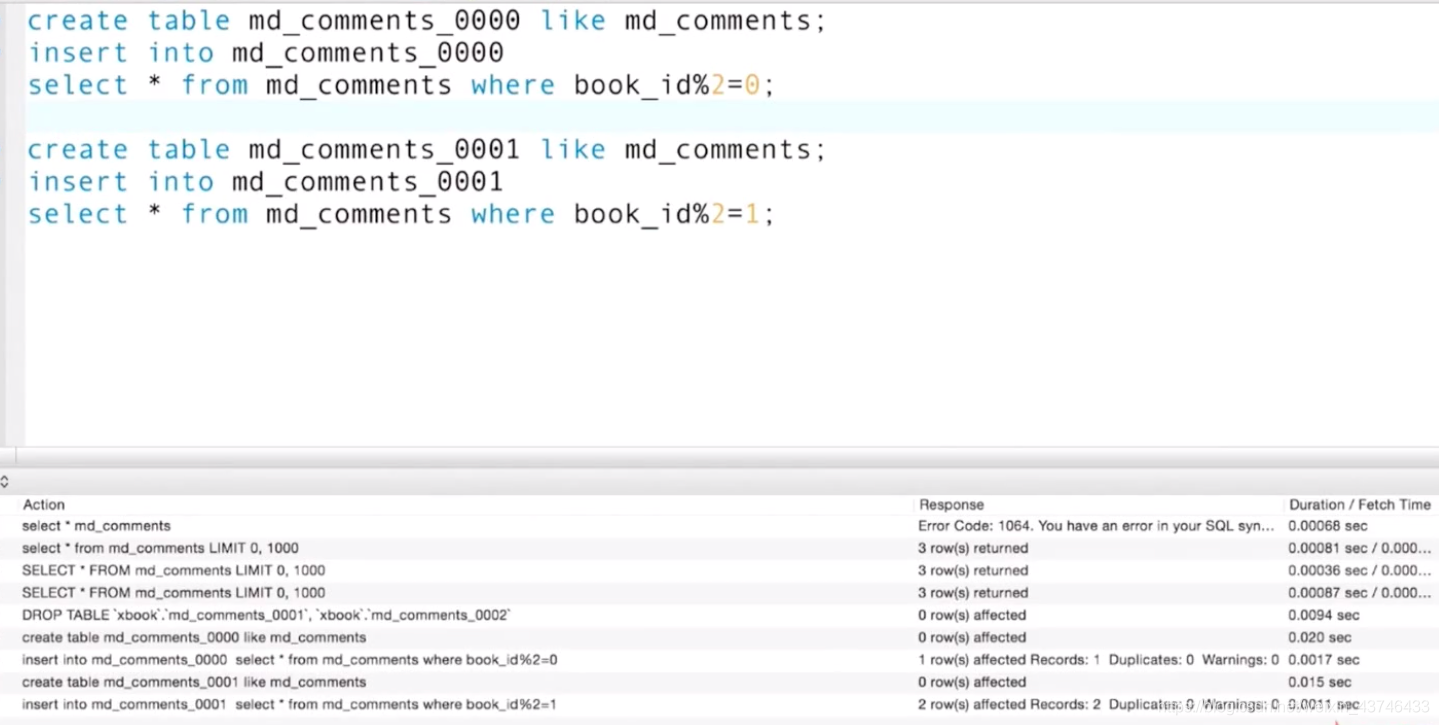 create table md_comments_0000 like md_comments;
insert into md_comments_0000
select * from md_comments where book_id%2=0;
create table md_comments_0001 like md_comments;
insert into md_comments_0001
select * from md_comments where book_id%2=1;
Action Response Duration / Fetch Time
select * md_comments Error Code: 1064. You have an error in your SQL syn... 0.00068 sec
select * from md_comments LIMIT 0, 1000 3 row(s) returned 0.00081 sec / 0.000...
SELECT * FROM md_comments LIMIT 0, 1000 3 row(s) returned 0.00036 sec / 0.000...
SELECT * FROM md_comments LIMIT 0, 1000 3 row(s) returned 0.00087 sec / 0.000...
DROP TABLE `xbook`.`md_comments_0001`, `xbook`.`md_comments_0002` 0 row(s) affected 0.0094 sec
create table md_comments_0000 like md_comments 0 row(s) affected 0.020 sec
insert into md_comments_0000 select * from md_comments where book_id%2=0 1 row(s) affected Records: 1 Duplicates: 0 Warnings: 0 0.0017 sec
create table md_comments_0001 like md_comments 0 row(s) affected 0.015 sec
insert into md_comments_0001 select * from md_comments where book_id%2=1 2 row(s) affected Records: 2 Duplicates: 0 Warnings: 0 0.0011 sec